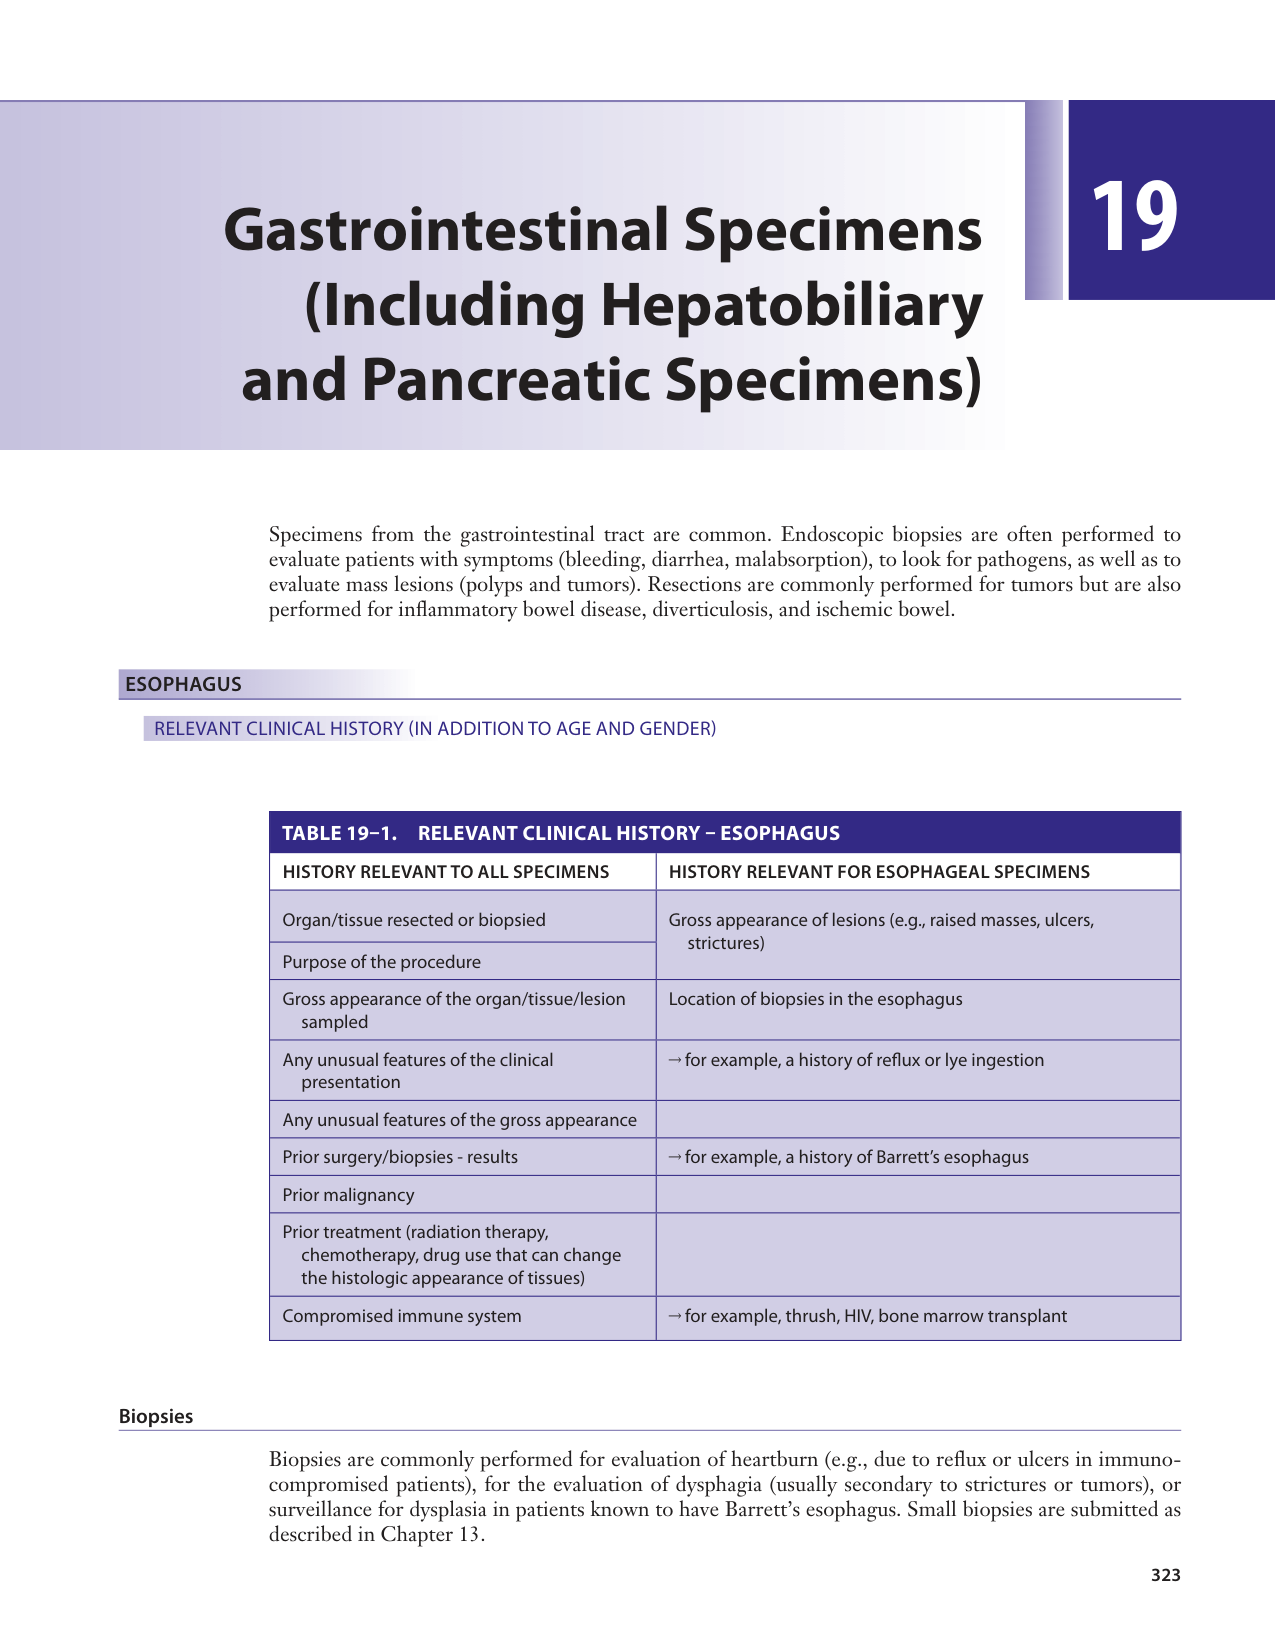 19
Gastrointestinal Specimens
(Including Hepatobiliary
and Pancreatic Specimens)
Specimens from the gastrointestinal tract are common. Endoscopic biopsies are often performed to
evaluate patients with symptoms (bleeding, diarrhea, malabsorption), to look for pathogens, as well as to
evaluate mass lesions (polyps and tumors). Resections are commonly performed for tumors but are also
performed for inflammatory bowel disease, diverticulosis, and ischemic bowel.
ESOPHAGUS
RELEVANT CLINICAL HISTORY (IN ADDITION TO AGE AND GENDER)
TABLE 19–1. RELEVANT CLINICAL HISTORY – ESOPHAGUS
HISTORY RELEVANT TO ALL SPECIMENS
HISTORY RELEVANT FOR ESOPHAGEAL SPECIMENS
Organ/tissue resected or biopsied
Gross appearance of lesions (e.g., raised masses, ulcers,
strictures)
Purpose of the procedure
Gross appearance of the organ/tissue/lesion
sampled
Location of biopsies in the esophagus
Any unusual features of the clinical
presentation
→ for example, a history of reflux or lye ingestion
Any unusual features of the gross appearance
Prior surgery/biopsies - results
→ for example, a history of Barrett’s esophagus
Prior malignancy
Prior treatment (radiation therapy,
chemotherapy, drug use that can change
the histologic appearance of tissues)
Compromised immune system
→ for example, thrush, HIV, bone marrow transplant
Biopsies
Biopsies are commonly performed for evaluation of heartburn (e.g., due to reflux or ulcers in immuno-
compromised patients), for the evaluation of dysphagia (usually secondary to strictures or tumors), or
surveillance for dysplasia in patients known to have Barrett’s esophagus. Small biopsies are submitted as
described in Chapter 13.
323